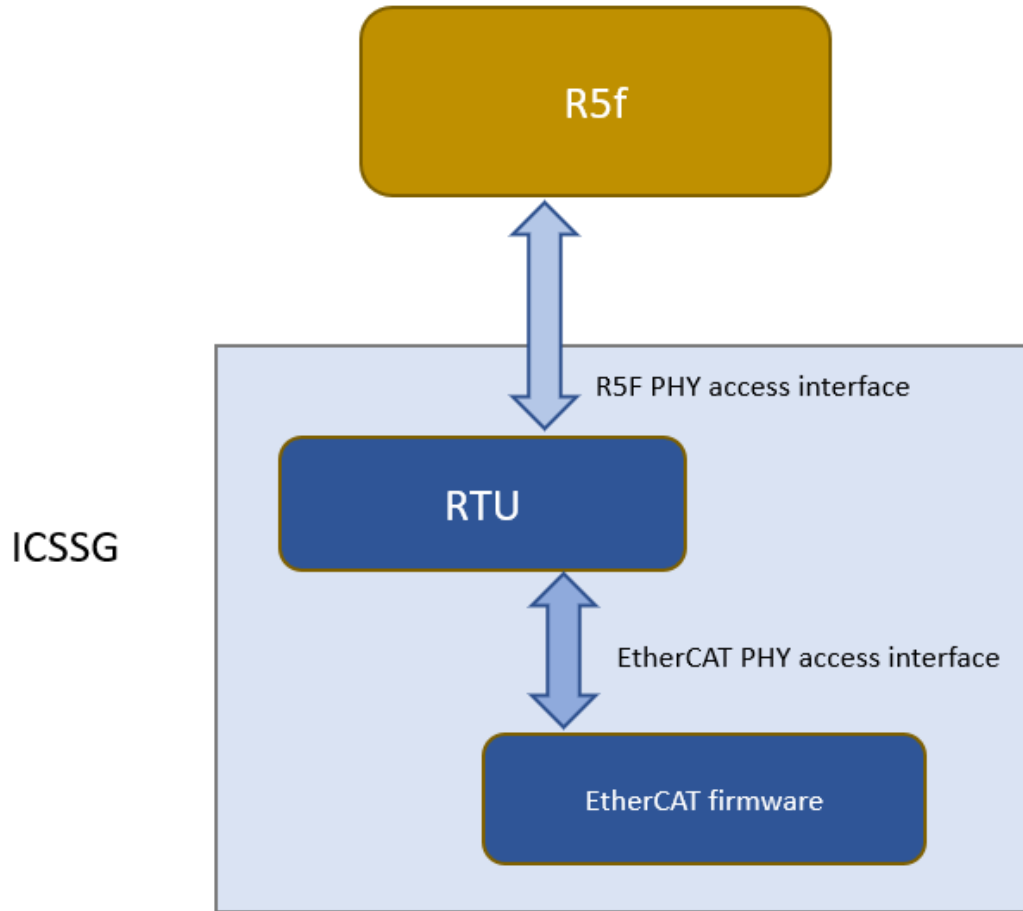 R5f
R5F PHY access interface
RTU
ICSSG
EtherCAT PHY access interface
EtherCAT firmware